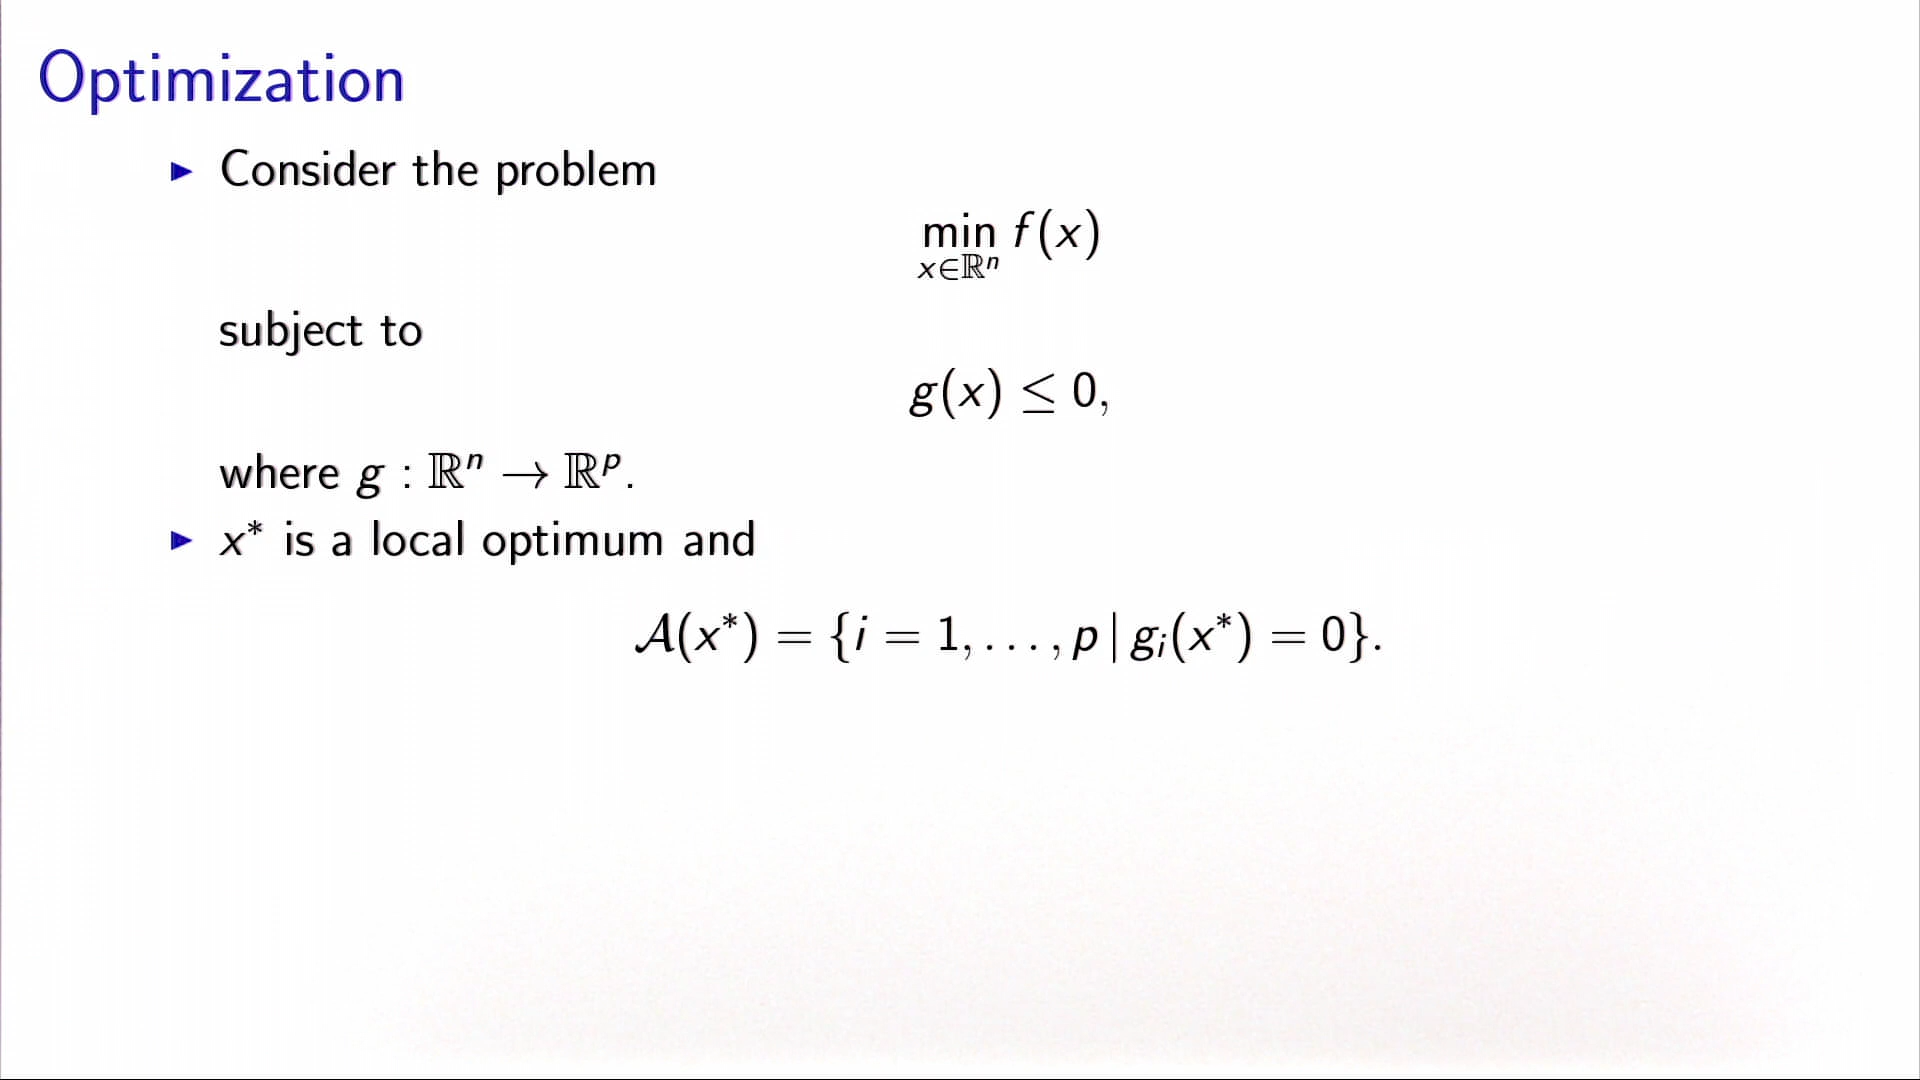 Optimization
▶ Consider the problem
min f(x)
x∈ℝⁿ
subject to
g(x) ≤ 0,
where g : ℝⁿ → ℝᵖ.
▶ x* is a local optimum and
𝒜(x*) = {i = 1, . . . , p | gᵢ(x*) = 0}.